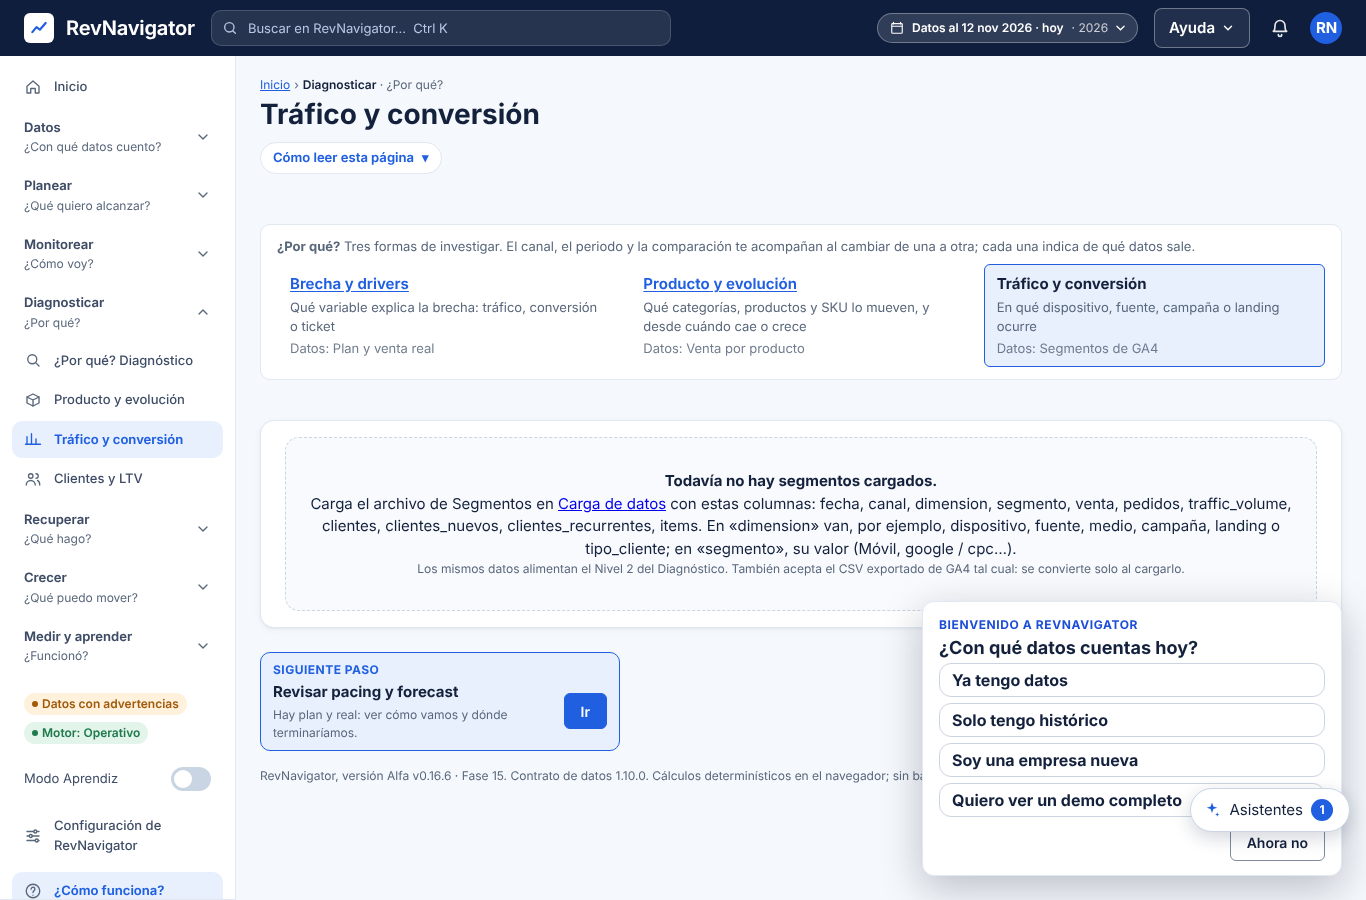 RevNavigator
Buscar en RevNavigator... Ctrl K
Datos al 12 nov 2026 · hoy · 2026
Ayuda
RN
Inicio
Datos
¿Con qué datos cuento?
Planear
¿Qué quiero alcanzar?
Monitorear
¿Cómo voy?
Diagnosticar
¿Por qué?
¿Por qué? Diagnóstico
Producto y evolución
Tráfico y conversión
Clientes y LTV
Recuperar
¿Qué hago?
Crecer
¿Qué puedo mover?
Medir y aprender
¿Funcionó?
Datos con advertencias
Motor: Operativo
Modo Aprendiz
Configuración de
RevNavigator
¿Cómo funciona?
Inicio › Diagnosticar · ¿Por qué?
Tráfico y conversión
Cómo leer esta página ▾
¿Por qué? Tres formas de investigar. El canal, el periodo y la comparación te acompañan al cambiar de una a otra; cada una indica de qué datos sale.
Brecha y drivers
Qué variable explica la brecha: tráfico, conversión
o ticket
Datos: Plan y venta real
Producto y evolución
Qué categorías, productos y SKU lo mueven, y
desde cuándo cae o crece
Datos: Venta por producto
Tráfico y conversión
En qué dispositivo, fuente, campaña o landing
ocurre
Datos: Segmentos de GA4
Todavía no hay segmentos cargados.
Carga el archivo de Segmentos en Carga de datos con estas columnas: fecha, canal, dimension, segmento, venta, pedidos, traffic_volume,
clientes, clientes_nuevos, clientes_recurrentes, items. En «dimension» van, por ejemplo, dispositivo, fuente, medio, campaña, landing o
tipo_cliente; en «segmento», su valor (Móvil, google / cpc...).
Los mismos datos alimentan el Nivel 2 del Diagnóstico. También acepta el CSV exportado de GA4 tal cual: se convierte solo al cargarlo.
SIGUIENTE PASO
Revisar pacing y forecast
Hay plan y real: ver cómo vamos y dónde
terminaríamos.
Ir
RevNavigator, versión Alfa v0.16.6 · Fase 15. Contrato de datos 1.10.0. Cálculos determinísticos en el navegador; sin
BIENVENIDO A REVNAVIGATOR
¿Con qué datos cuentas hoy?
Ya tengo datos
Solo tengo histórico
Soy una empresa nueva
Quiero ver un demo completo
Asistentes 1
Ahora no